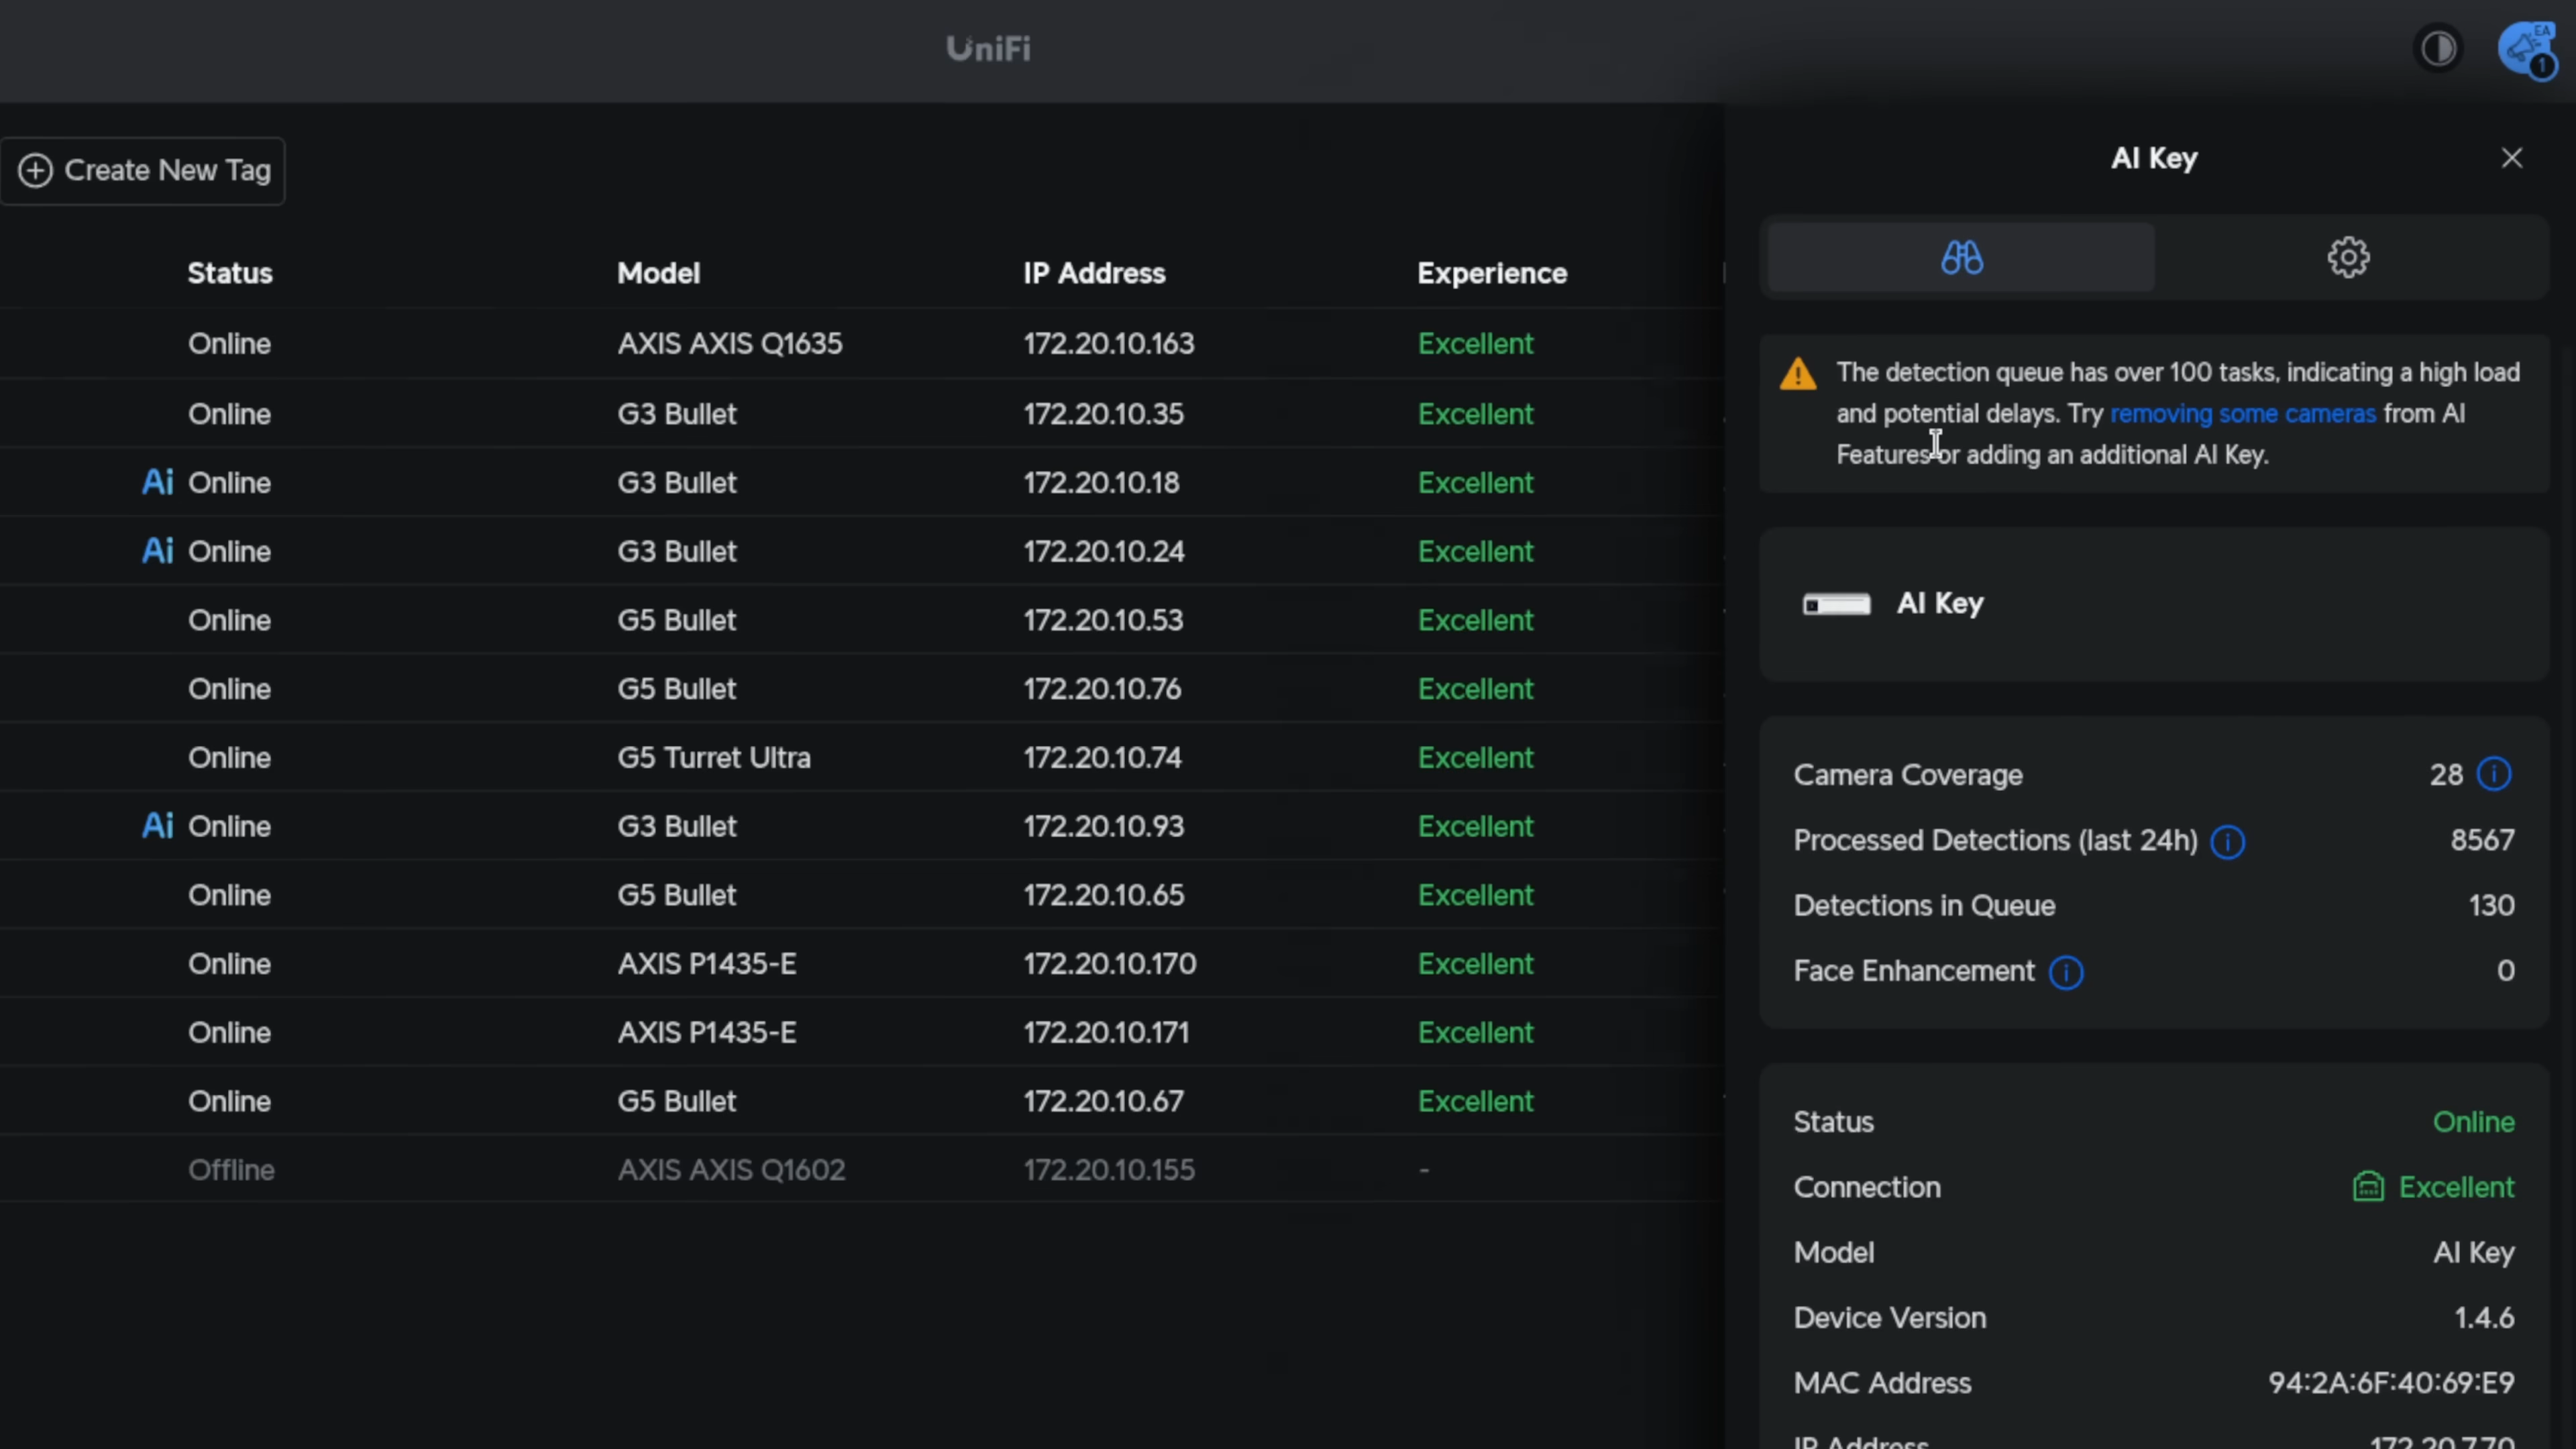 UniFi
EA
1
Create New Tag
Status Model IP Address Experience
Online AXIS AXIS Q1635 172.20.10.163 Excellent
Online G3 Bullet 172.20.10.35 Excellent
Ai Online G3 Bullet 172.20.10.18 Excellent
Ai Online G3 Bullet 172.20.10.24 Excellent
Online G5 Bullet 172.20.10.53 Excellent
Online G5 Bullet 172.20.10.76 Excellent
Online G5 Turret Ultra 172.20.10.74 Excellent
Ai Online G3 Bullet 172.20.10.93 Excellent
Online G5 Bullet 172.20.10.65 Excellent
Online AXIS P1435-E 172.20.10.170 Excellent
Online AXIS P1435-E 172.20.10.171 Excellent
Online G5 Bullet 172.20.10.67 Excellent
Offline AXIS AXIS Q1602 172.20.10.155 -
AI Key
The detection queue has over 100 tasks, indicating a high load
and potential delays. Try removing some cameras from AI
Features or adding an additional AI Key.
AI Key
Camera Coverage 28
Processed Detections (last 24h) 8567
Detections in Queue 130
Face Enhancement 0
Status Online
Connection Excellent
Model AI Key
Device Version 1.4.6
MAC Address 94:2A:6F:40:69:E9
IP Address 172.20.7.70